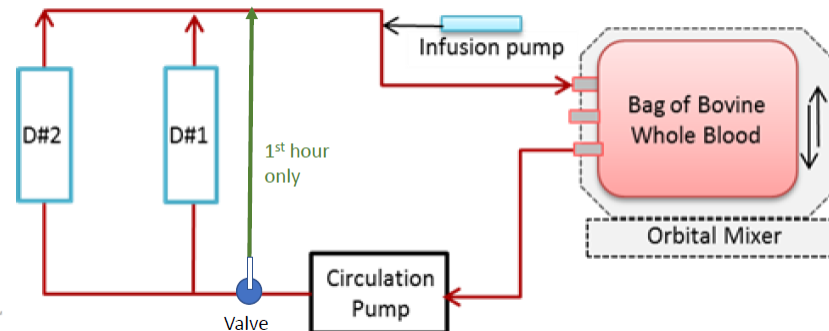 Infusion pump
Bag of Bovine
Whole Blood
D#2
D#1
1st hour
only
Orbital Mixer
Circulation
Pump
Valve